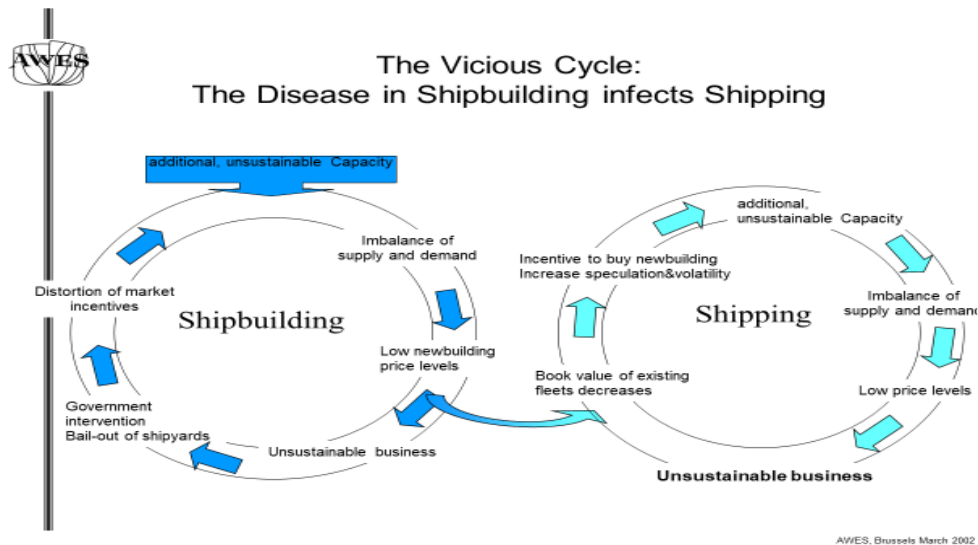 AWES
The Vicious Cycle:
The Disease in Shipbuilding infects Shipping
additional, unsustainable Capacity
Imbalance of
supply and demand
Distortion of market
incentives
Shipbuilding
Low newbuilding
price levels
Government
intervention
Bail-out of shipyards
Unsustainable business
additional,
unsustainable Capacity
Incentive to buy newbuilding
Increase speculation&volatility
Imbalance of
supply and demand
Shipping
Book value of existing
fleets decreases
Low price levels
Unsustainable business
AWES, Brussels March 2002